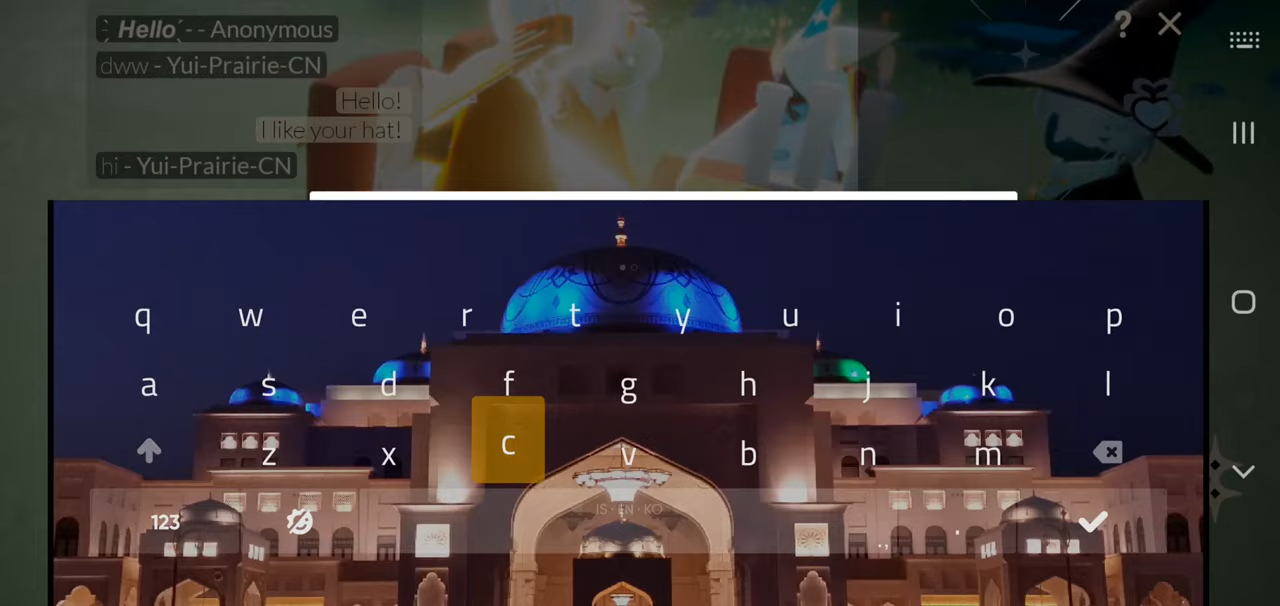 Hello - - Anonymous
dww - Yui-Prairie-CN
Hello!
I like your hat!
hi - Yui-Prairie-CN
?
q w e r t y u i o p
a s d f g h j k l
z x c v b n m
123 IS · EN · KO ., .